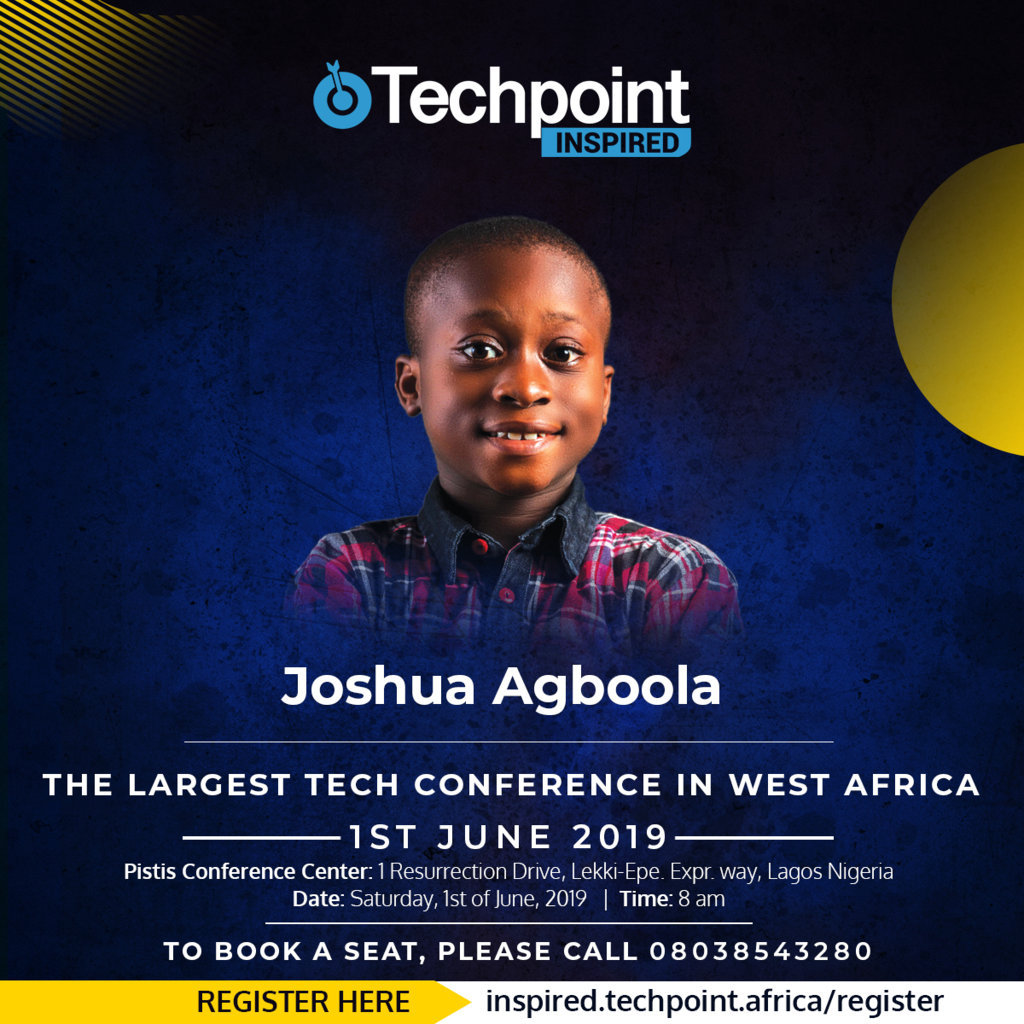 Techpoint
INSPIRED
Joshua Agboola
THE LARGEST TECH CONFERENCE IN WEST AFRICA
1ST JUNE 2019
Pistis Conference Center: 1 Resurrection Drive, Lekki-Epe. Expr. way, Lagos Nigeria
Date: Saturday, 1st of June, 2019 | Time: 8 am
TO BOOK A SEAT, PLEASE CALL 08038543280
REGISTER HERE inspired.techpoint.africa/register